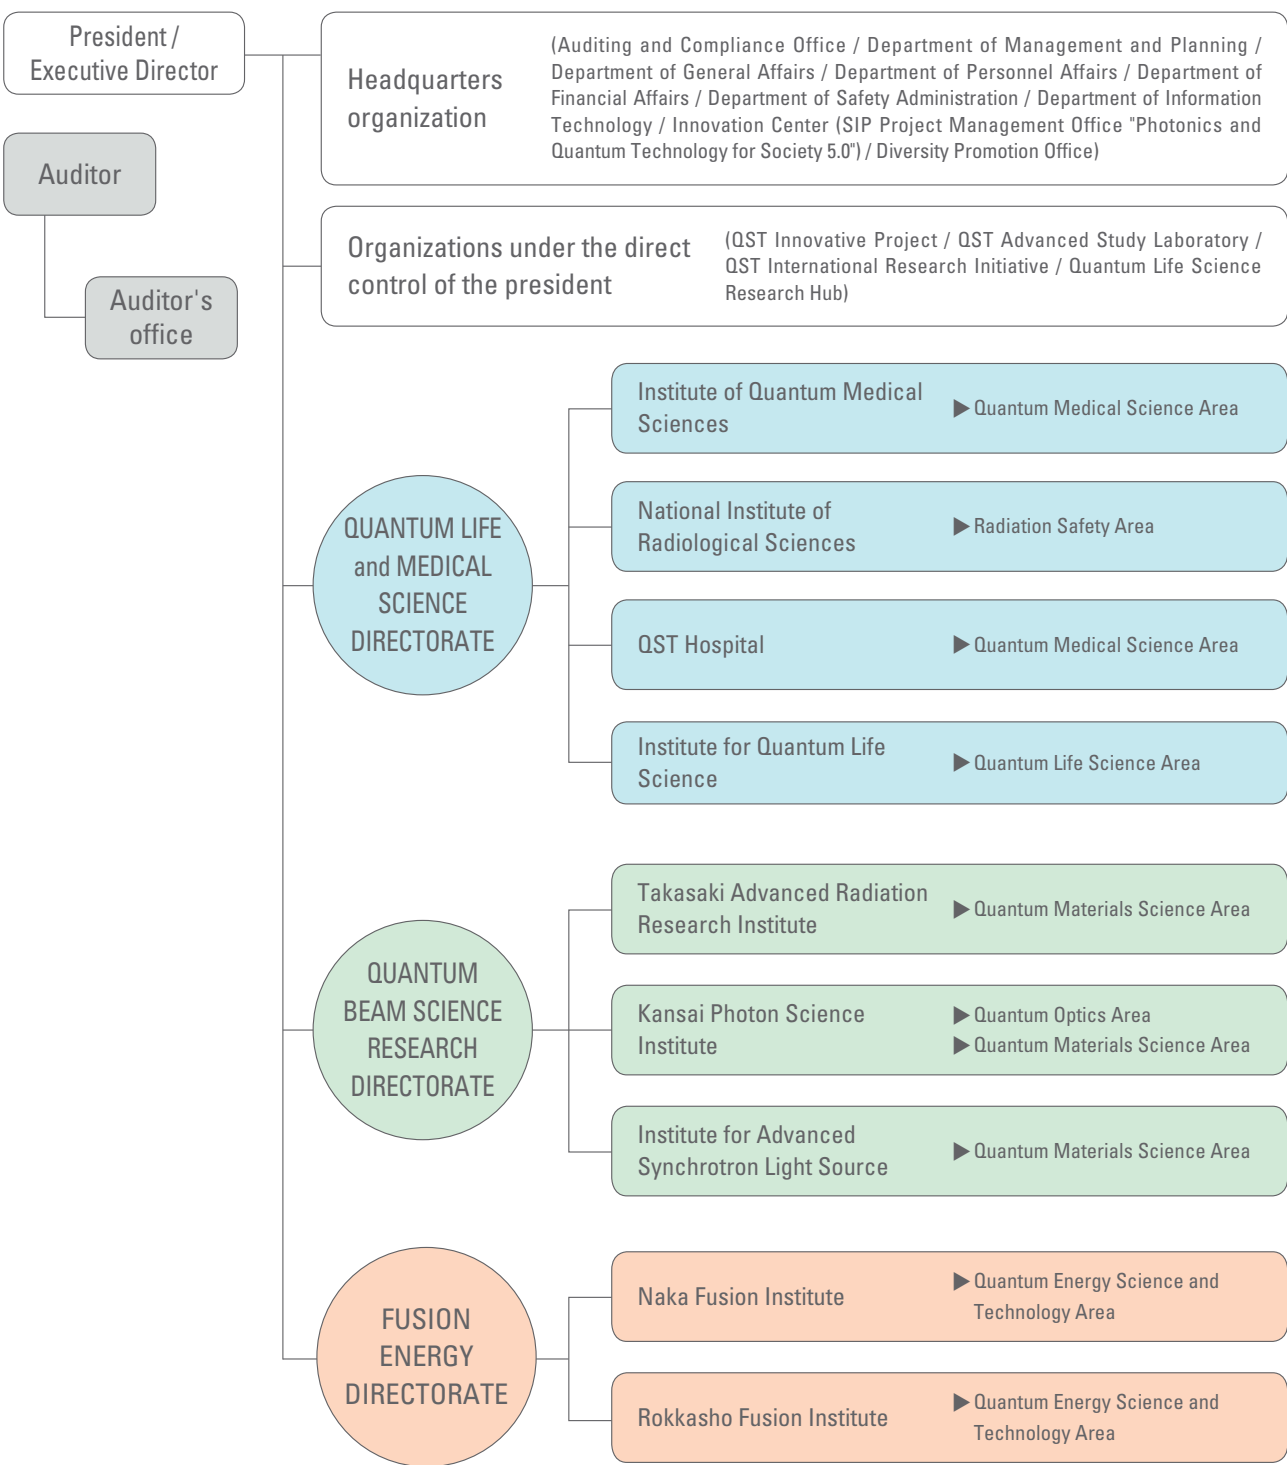 President /
Executive Director
Auditor
Auditor's
office
Headquarters
organization
(Auditing and Compliance Office / Department of Management and Planning /
Department of General Affairs / Department of Personnel Affairs / Department of
Financial Affairs / Department of Safety Administration / Department of Information
Technology / Innovation Center (SIP Project Management Office "Photonics and
Quantum Technology for Society 5.0") / Diversity Promotion Office)
Organizations under the direct
control of the president
(QST Innovative Project / QST Advanced Study Laboratory /
QST International Research Initiative / Quantum Life Science
Research Hub)
QUANTUM LIFE
and MEDICAL
SCIENCE
DIRECTORATE
Institute of Quantum Medical
Sciences
▶ Quantum Medical Science Area
National Institute of
Radiological Sciences
▶ Radiation Safety Area
QST Hospital
▶ Quantum Medical Science Area
Institute for Quantum Life
Science
▶ Quantum Life Science Area
QUANTUM
BEAM SCIENCE
RESEARCH
DIRECTORATE
Takasaki Advanced Radiation
Research Institute
▶ Quantum Materials Science Area
Kansai Photon Science
Institute
▶ Quantum Optics Area
▶ Quantum Materials Science Area
Institute for Advanced
Synchrotron Light Source
▶ Quantum Materials Science Area
FUSION
ENERGY
DIRECTORATE
Naka Fusion Institute
▶ Quantum Energy Science and
Technology Area
Rokkasho Fusion Institute
▶ Quantum Energy Science and
Technology Area